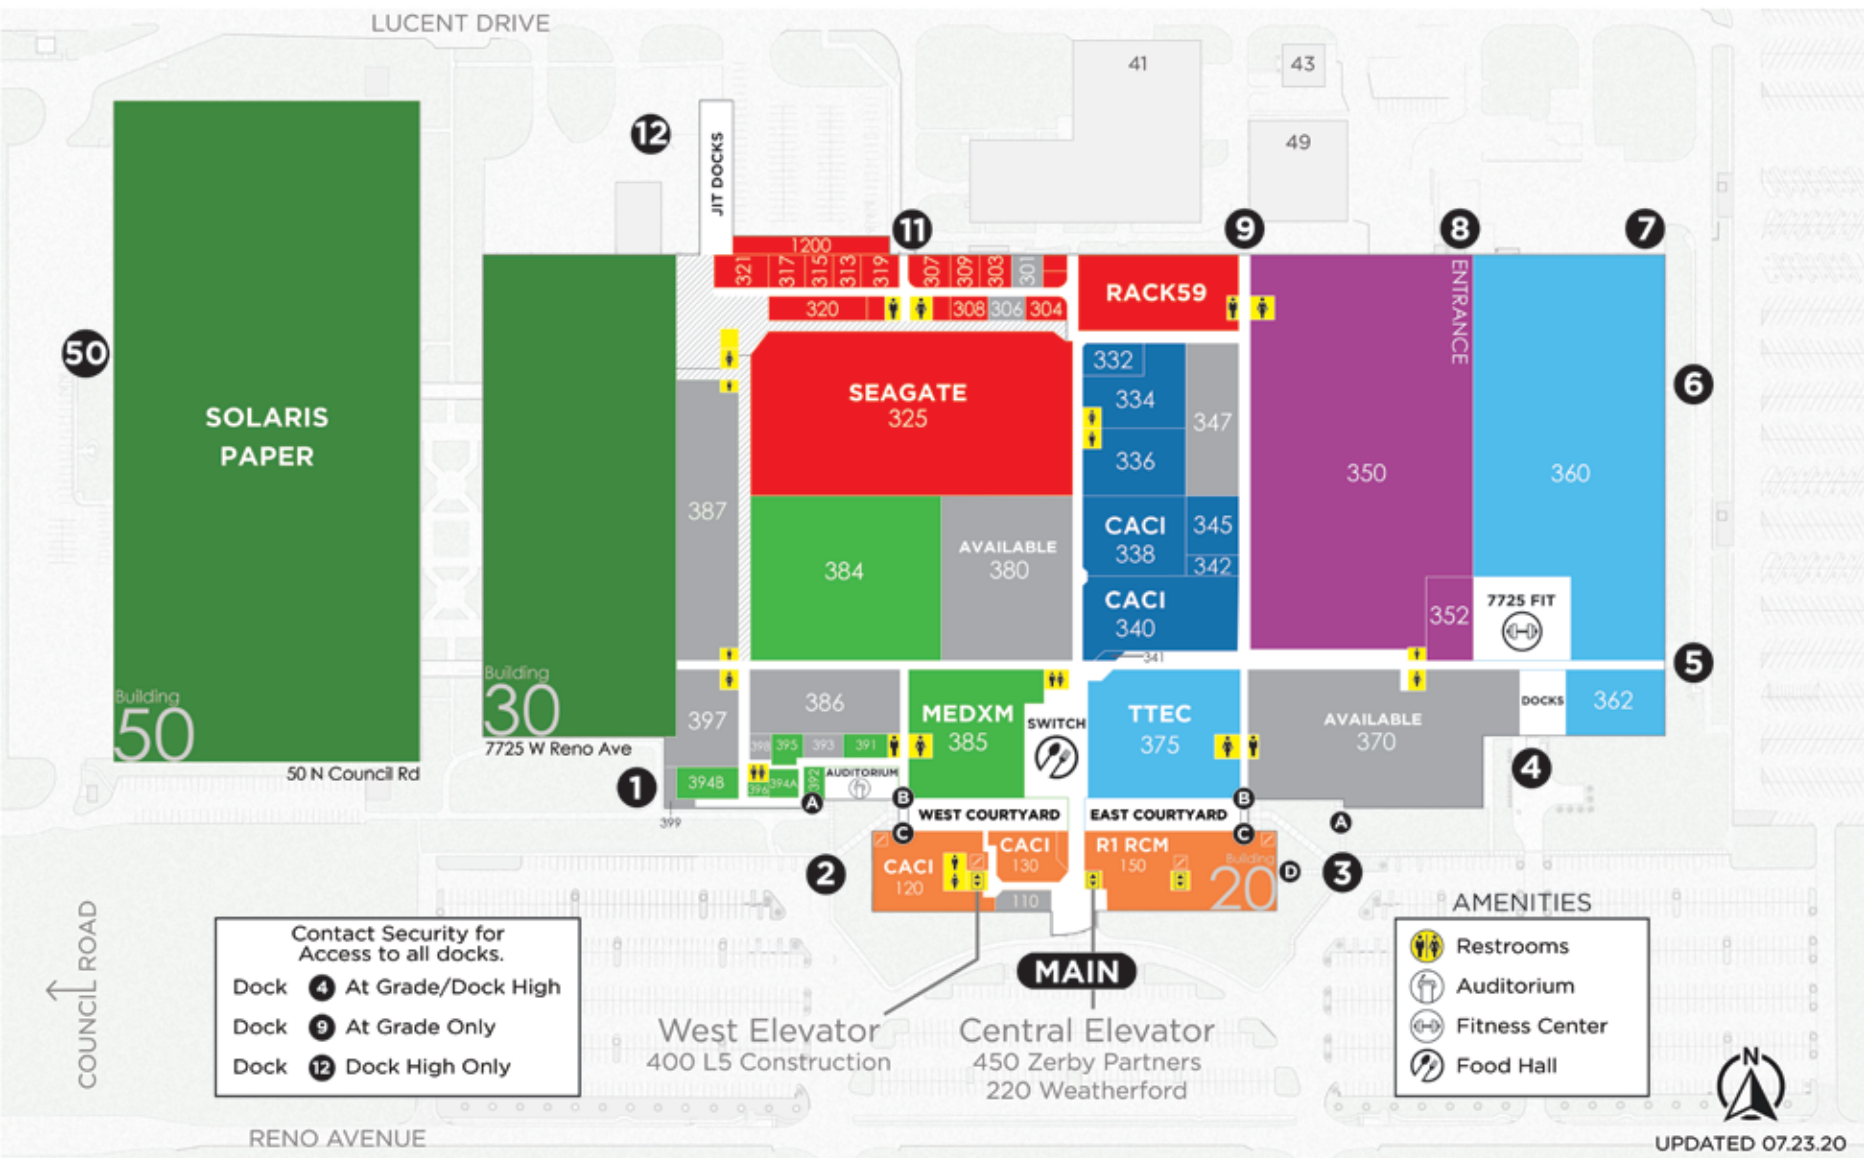 LUCENT DRIVE
41
43
49
12
JIT DOCKS
11
9
8
7
1200
321
317
315
313
319
307
309
303
301
RACK59
ENTRANCE
320
308
306
304
50
SOLARIS
PAPER
SEAGATE
325
332
334
347
336
6
350
360
387
384
AVAILABLE
380
CACI
338
345
342
CACI
340
352
7725 FIT
341
5
Building
50
50 N Council Rd
Building
30
7725 W Reno Ave
397
386
MEDXM
385
SWITCH
TTEC
375
AVAILABLE
370
DOCKS
362
398
395
393
391
1
394B
396
394A
392
AUDITORIUM
4
399
A
B
WEST COURTYARD
EAST COURTYARD
B
A
C
C
2
CACI
120
CACI
130
110
R1 RCM
150
Building
20
D
3
MAIN
West Elevator
400 L5 Construction
Central Elevator
450 Zerby Partners
220 Weatherford
COUNCIL ROAD
Contact Security for
Access to all docks.
Dock 4 At Grade/Dock High
Dock 9 At Grade Only
Dock 12 Dock High Only
AMENITIES
Restrooms
Auditorium
Fitness Center
Food Hall
N
RENO AVENUE
UPDATED 07.23.20